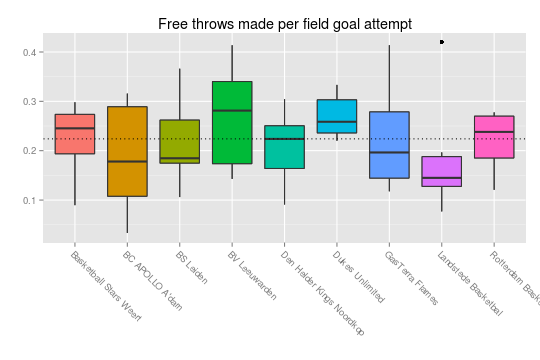 Free throws made per field goal attempt
0.4
0.3
0.2
0.1
Basketball Stars Weert
BC APOLLO A'dam
BS Leiden
BV Leeuwarden
Den Helder Kings Noordkop
Dukes Unlimited
GasTerra Flames
Landstede Basketbal
Rotterdam Bask